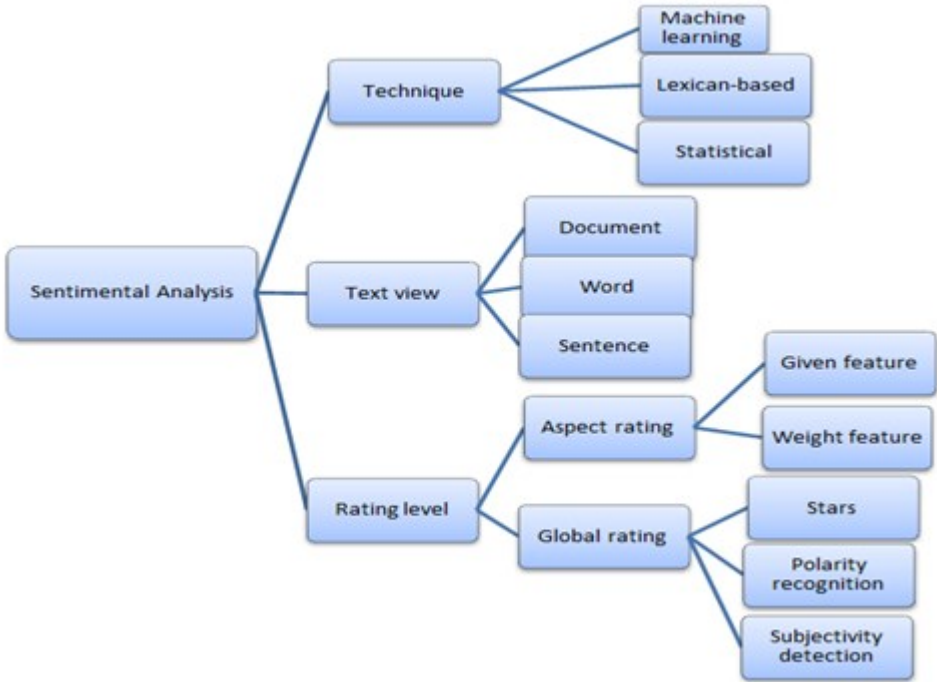 Machine
learning
Technique
Lexican-based
Statistical
Document
Sentimental Analysis
Text view
Word
Sentence
Given feature
Aspect rating
Weight feature
Rating level
Stars
Global rating
Polarity
recognition
Subjectivity
detection